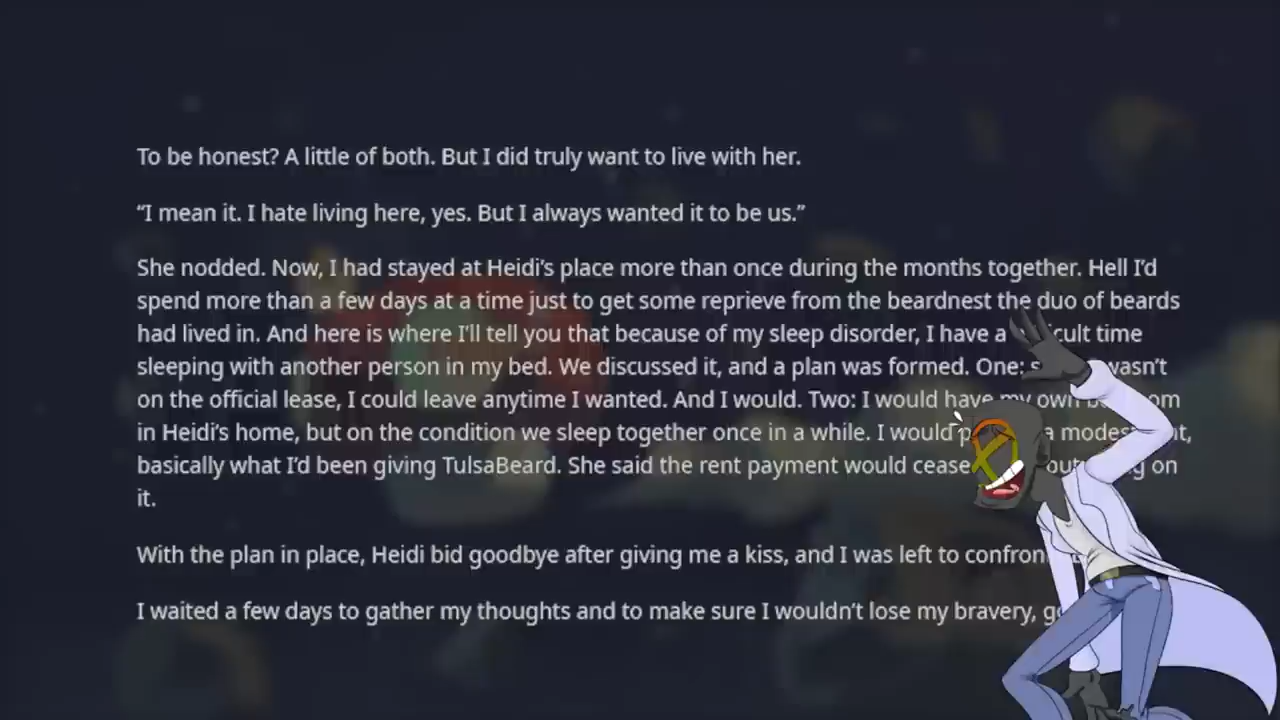 To be honest? A little of both. But I did truly want to live with her.
“I mean it. I hate living here, yes. But I always wanted it to be us.”
She nodded. Now, I had stayed at Heidi’s place more than once during the months together. Hell I’d
spend more than a few days at a time just to get some reprieve from the beardnest the duo of beards
had lived in. And here is where I’ll tell you that because of my sleep disorder, I have a time
sleeping with another person in my bed. We discussed it, and a plan was formed. One: wasn’t
on the official lease, I could leave anytime I wanted. And I would. Two: I would have my own
in Heidi’s home, but on the condition we sleep together once in a while. I would a
basically what I’d been giving TulsaBeard. She said the rent payment would cease on
it.
With the plan in place, Heidi bid goodbye after giving me a kiss, and I was left to
I waited a few days to gather my thoughts and to make sure I wouldn’t lose my bravery,